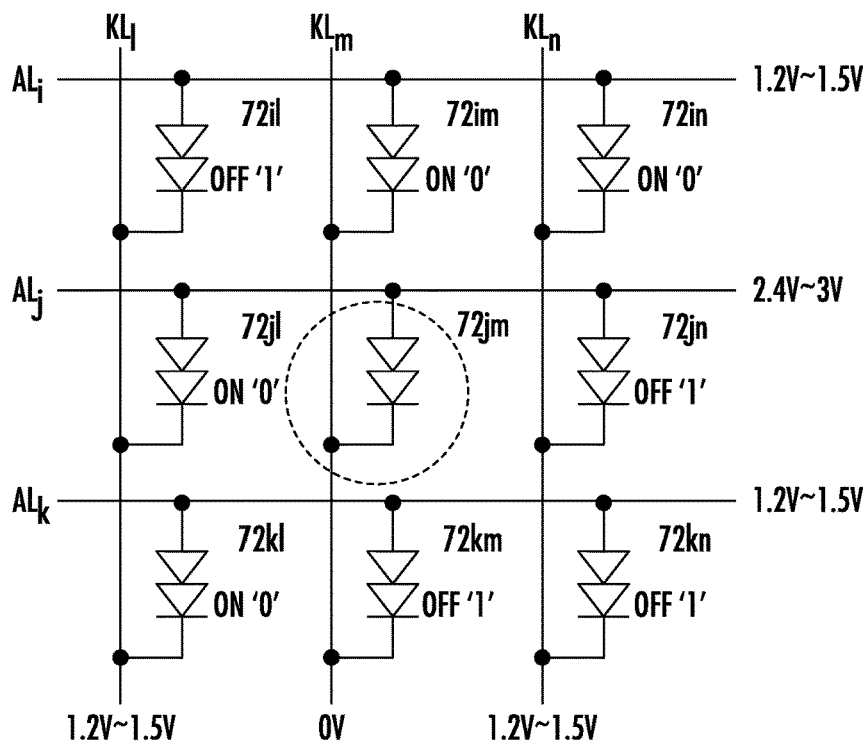 KLl KLm KLn
ALi 1.2V~1.5V
72il 72im 72in
OFF '1' ON '0' ON '0'
ALj 2.4V~3V
72jl 72jm 72jn
ON '0' OFF '1'
ALk 1.2V~1.5V
72kl 72km 72kn
ON '0' OFF '1' OFF '1'
1.2V~1.5V 0V 1.2V~1.5V